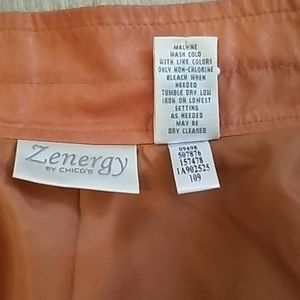 MACHINE
WASH COLD
WITH LIKE COLORS
ONLY NON-CHLORINE
BLEACH WHEN
NEEDED
TUMBLE DRY LOW
IRON ON LOWEST
SETTING
AS NEEDED
MAY BE
DRY CLEANED
Zenergy
BY CHICO'S
09498
507876
157478
1A902525
109